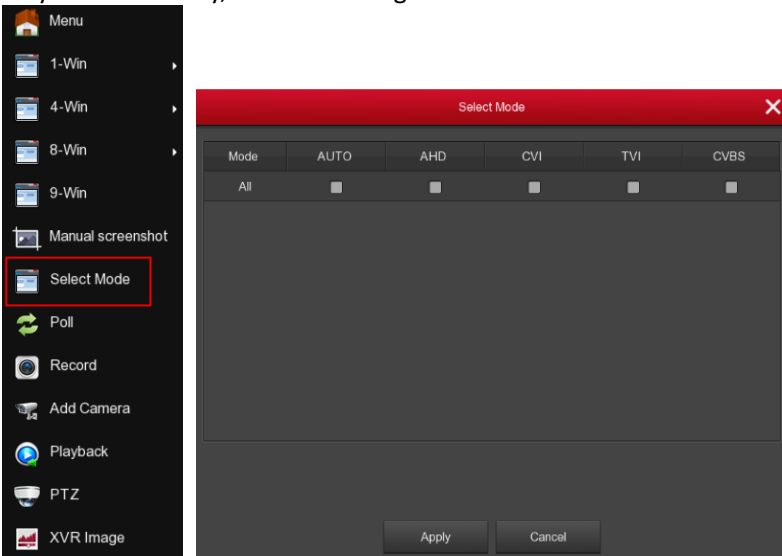 Menu
1-Win
4-Win
8-Win
9-Win
Manual screenshot
Select Mode
Poll
Record
Add Camera
Playback
PTZ
XVR Image
Select Mode
Mode AUTO AHD CVI TVI CVBS
All
Apply Cancel